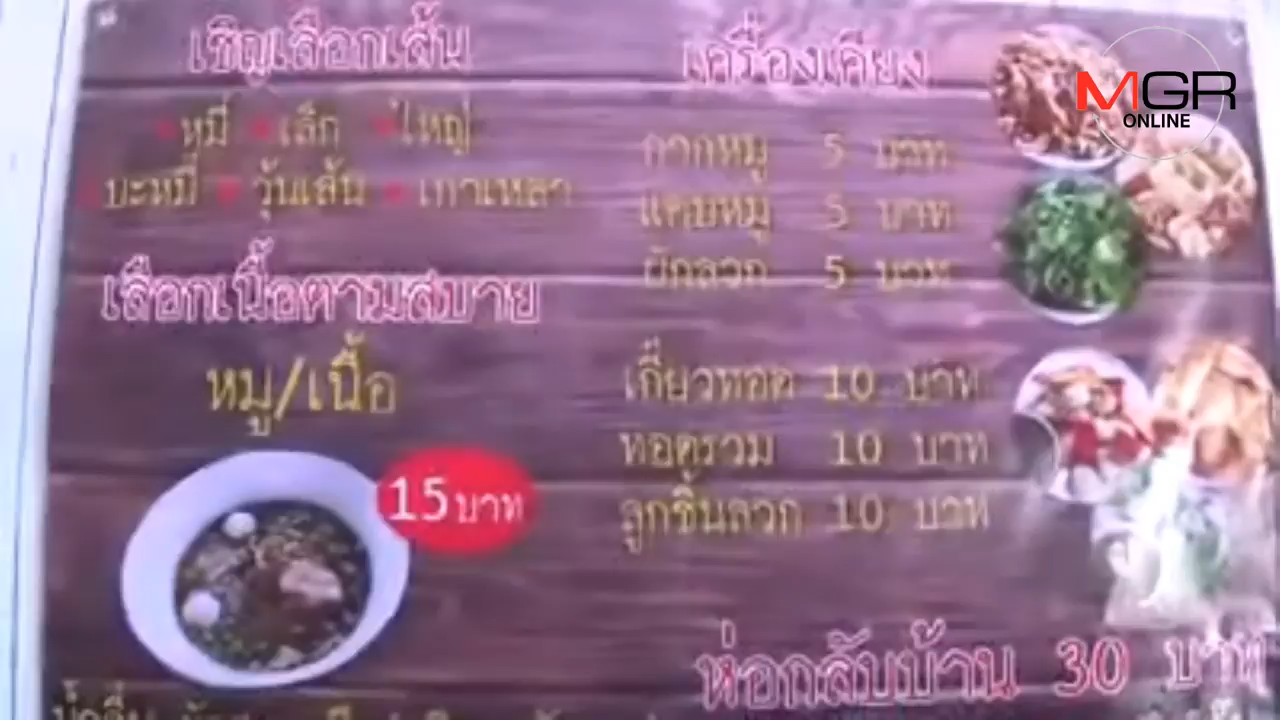 เชิญเลือกเส้น
หมี่ เล็ก ใหญ่
บะหมี่ วุ้นเส้น เกาเหลา
เลือกเนื้อตามสบาย
หมู/เนื้อ
15 บาท
เครื่องเคียง
กากหมู 5 บาท
แคบหมู 5 บาท
ผักลวก 5 บาท
เกี๊ยวทอด 10 บาท
ทอดรวม 10 บาท
ลูกชิ้นลวก 10 บาท
ห่อกลับบ้าน 30 บาท
MGR
ONLINE